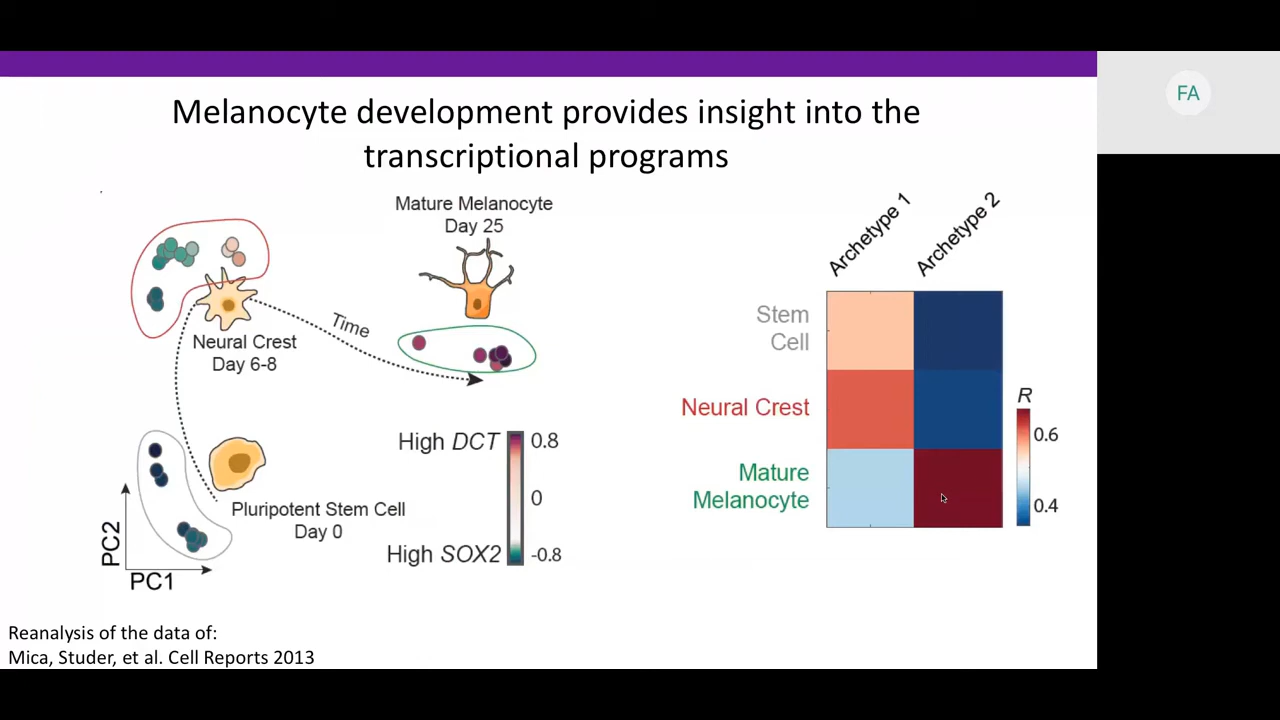 Melanocyte development provides insight into the
transcriptional programs
FA
Mature Melanocyte
Day 25
Neural Crest
Day 6-8
Time
Pluripotent Stem Cell
Day 0
PC2
PC1
High DCT
0.8
0
High SOX2
-0.8
Archetype 1
Archetype 2
Stem
Cell
Neural Crest
Mature
Melanocyte
R
0.6
0.4
Reanalysis of the data of:
Mica, Studer, et al. Cell Reports 2013